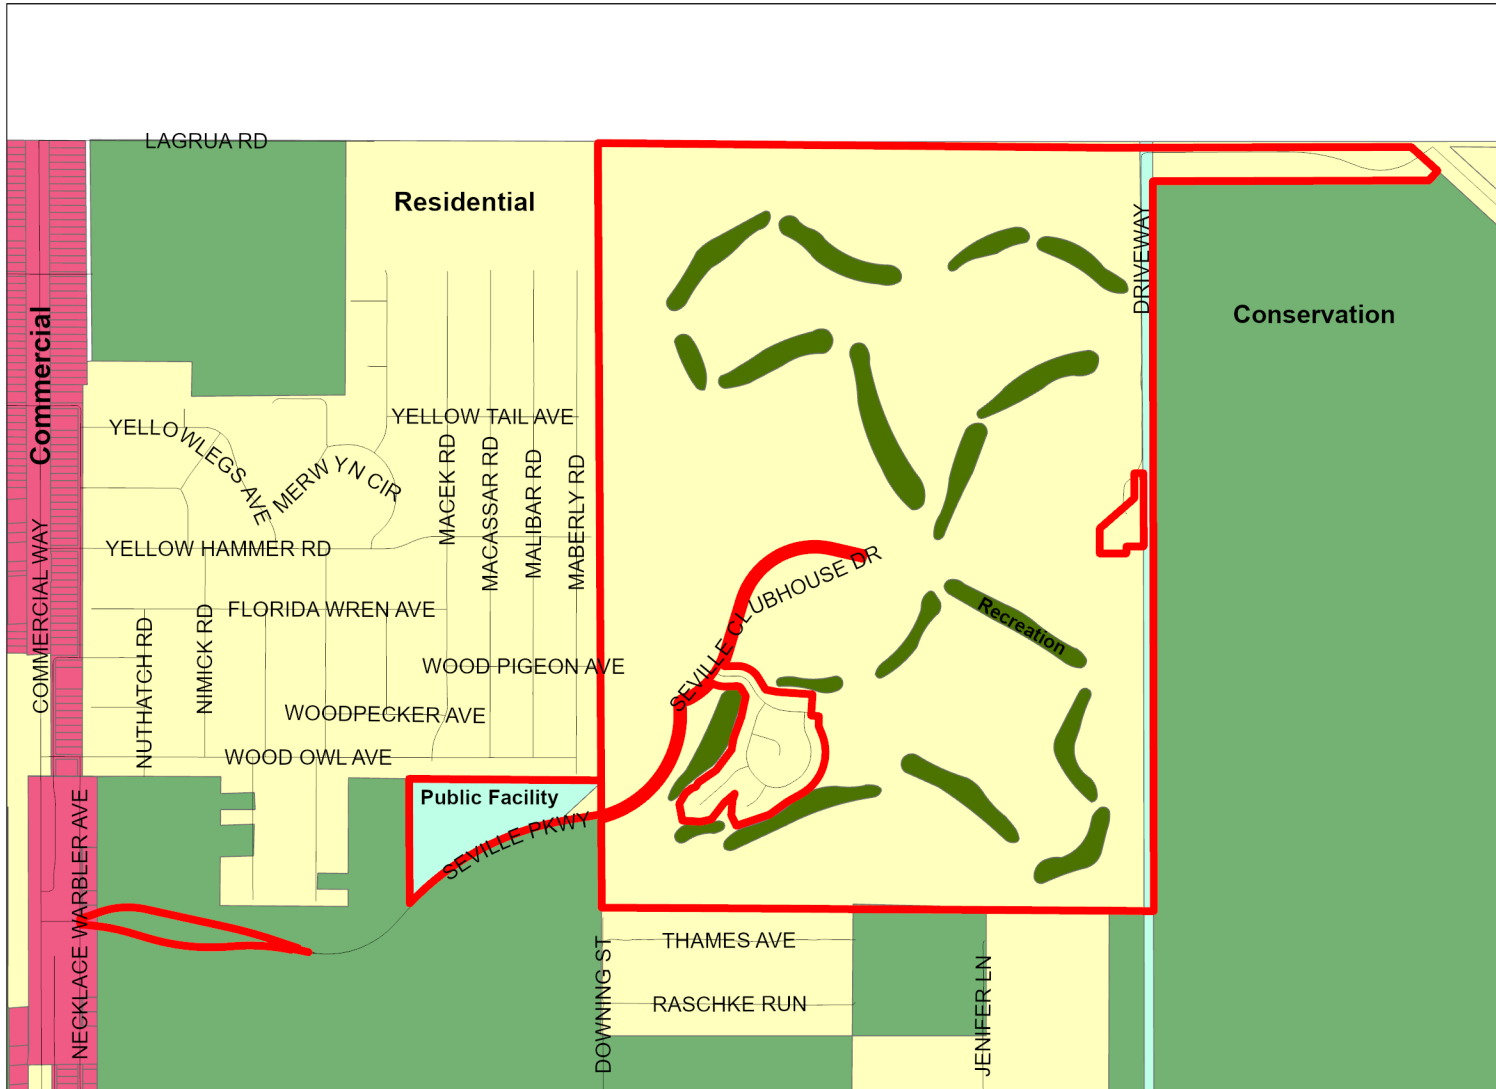 LAGRUA RD
Residential
DRIVEWAY
Conservation
Commercial
YELLOW TAIL AVE
YELLOWLEGS AVE
MERWYN CIR
MACEK RD
MACASSAR RD
MALIBAR RD
MABERLY RD
YELLOW HAMMER RD
COMMERCIAL WAY
FLORIDA WREN AVE
NUTHATCH RD
NIMICK RD
WOOD PIGEON AVE
WOODPECKER AVE
WOOD OWL AVE
SEVILLE CLUBHOUSE DR
Recreation
Public Facility
SEVILLE PKWY
NECKLACE WARBLER AVE
THAMES AVE
RASCHKE RUN
DOWNING ST
JENIFER LN